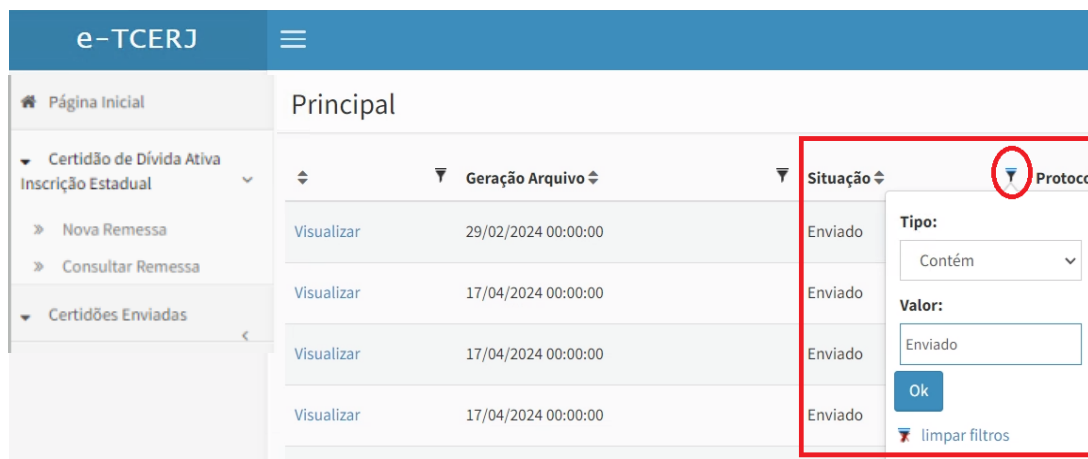 e-TCERJ
Página Inicial
Certidão de Dívida Ativa
Inscrição Estadual
Nova Remessa
Consultar Remessa
Certidões Enviadas
Principal
Geração Arquivo Situação Protoco
Visualizar 29/02/2024 00:00:00 Enviado
Visualizar 17/04/2024 00:00:00 Enviado
Visualizar 17/04/2024 00:00:00 Enviado
Visualizar 17/04/2024 00:00:00 Enviado
Tipo:
Contém
Valor:
Enviado
Ok
limpar filtros